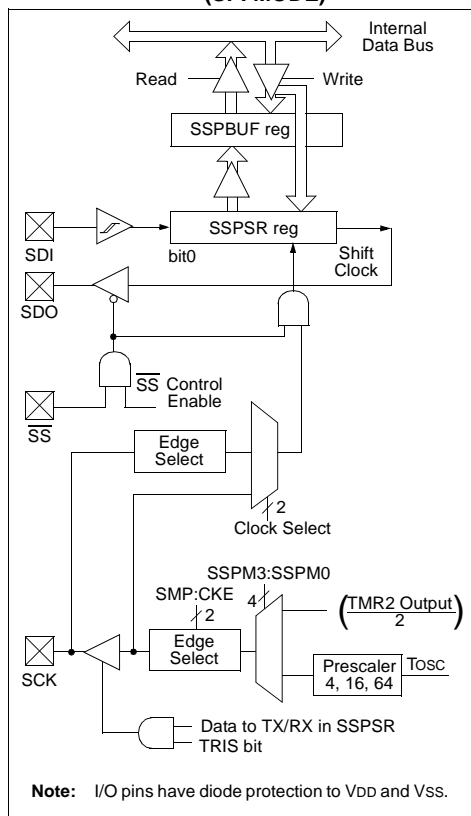 (SPI MODE)
Internal
Data Bus
Read
Write
SSPBUF reg
SSPSR reg
SDI
bit0
Shift
Clock
SDO
SS Control
Enable
SS
Edge
Select
2
Clock Select
SSPM3:SSPM0
SMP:CKE
4
2
(TMR2 Output
2)
Edge
Select
Prescaler
4, 16, 64
TOSC
SCK
Data to TX/RX in SSPSR
TRIS bit
Note: I/O pins have diode protection to VDD and VSS.